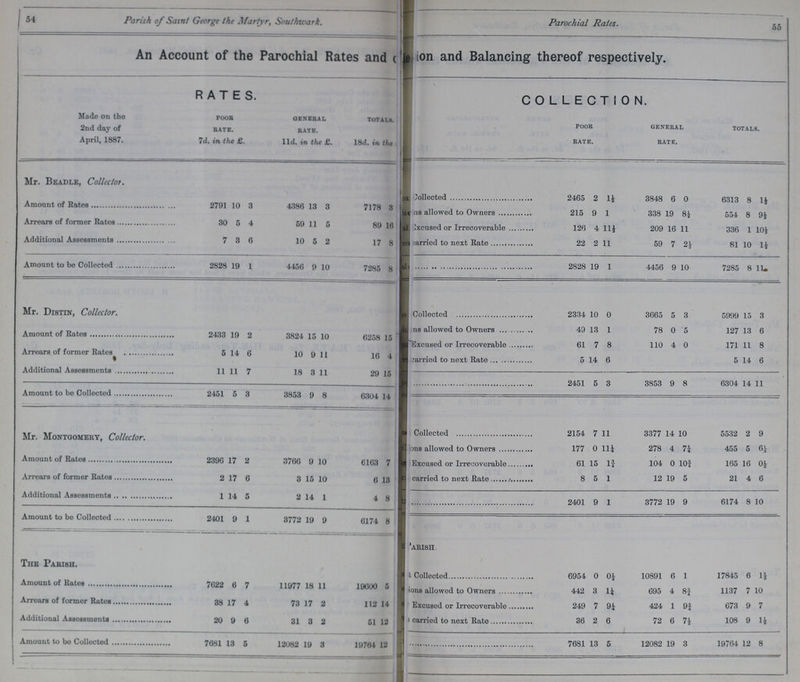 54
Parish of Saint George the Martyr, Southwark.
An Account of the Parochial Rates and
RATES.
Made on the 2nd day of April, 1887.
POOR RATE. 7d. in the £.
GENERAL RATE. 11d. in the £.
TOTALS. 18d. in the
Mr. Beadle, Collector.
Amount of Rates 2791 10 3 4386 13 3 7178 3
Arrears of former Rates 30 5 4 59 11 5 89 16
Additional Assessments 7 3 6 10 5 2 17 8
Amount to be Collected 2828 19 1 4456 9 10 7285 8
Mr. Distin, Collector.
Amount of Rates 2433 19 2 3824 15 10 6258 15
Arrears of former Rates 5 14 6 10 9 11 16 4
Additional Assessments 11 11 7 18 3 11 29 15
Amount to be Collected 2451 5 3 3853 9 8 6304 14
Mr. Montgomery, Collector.
Amount of Rates 2396 17 2 3766 9 10 6163 7
Arrears of former Rates 2 17 6 3 15 10 6 13
Additional Assessments 1 14 5 2 14 1 4 8
Amount to be Collected 2401 9 1 3772 19 9 6174 8
The Parish.
Amount of Rates 7622 6 7 11977 18 11 19600 5
Arrears of former Rates 38 17 4 73 17 2 112 14
Additional Assessments 20 9 6 31 3 2 51 12
Amount to be Collected 7681 13 5 12082 19 3 19764 12
Parochial Rates.
55
ion and Balancing thereof respectively.
COLLECTION.
POOR RATE.
GENERAL RATE.
TOTALS.
Collected 2465 2 1½ 3848 6 0 6313 8 1½
ns allowed to Owners 215 9 1 338 19 8½ 554 8 9½
Excused or Irrecoverable 126 4 11½ 209 16 11 336 1 10½
carried to next Rate 22 2 11 59 7 2½ 81 10 1½
2828 19 1 4456 9 10 7285 8 11
Collected 2334 10 0 3665 5 3 5999 15 3
ns allowed to Owners 49 13 1 78 0 5 127 13 6
Excused or Irrecoverable 61 7 8 110 4 0 171 11 8
carried to next Rate 5 14 6 5 14 6
2451 5 3 3853 9 8 6304 14 11
Collected 2154 7 11 3377 14 10 5532 2 9
ons allowed to Owners 177 0 11¼ 278 4 7¼ 455 5 6½
Excused or Irrecoverable 61 15 1¾ 104 0 10¾ 165 16 0½
carried to next Rate 8 5 1 12 19 5 21 4 6
2401 9 1 3772 19 9 6174 8 10
ARISH.
Collected 6954 0 0½ 10891 6 1 17845 6 1½
ions allowed to Owners 442 3 1¼ 695 4 8¾ 1137 7 10
Excused or Irrecoverable 249 7 9¼ 424 1 9¾ 673 9 7
carried to next Rate 36 2 6 72 6 7½ 108 9 1½
7681 13 5 12082 19 3 19764 12 8